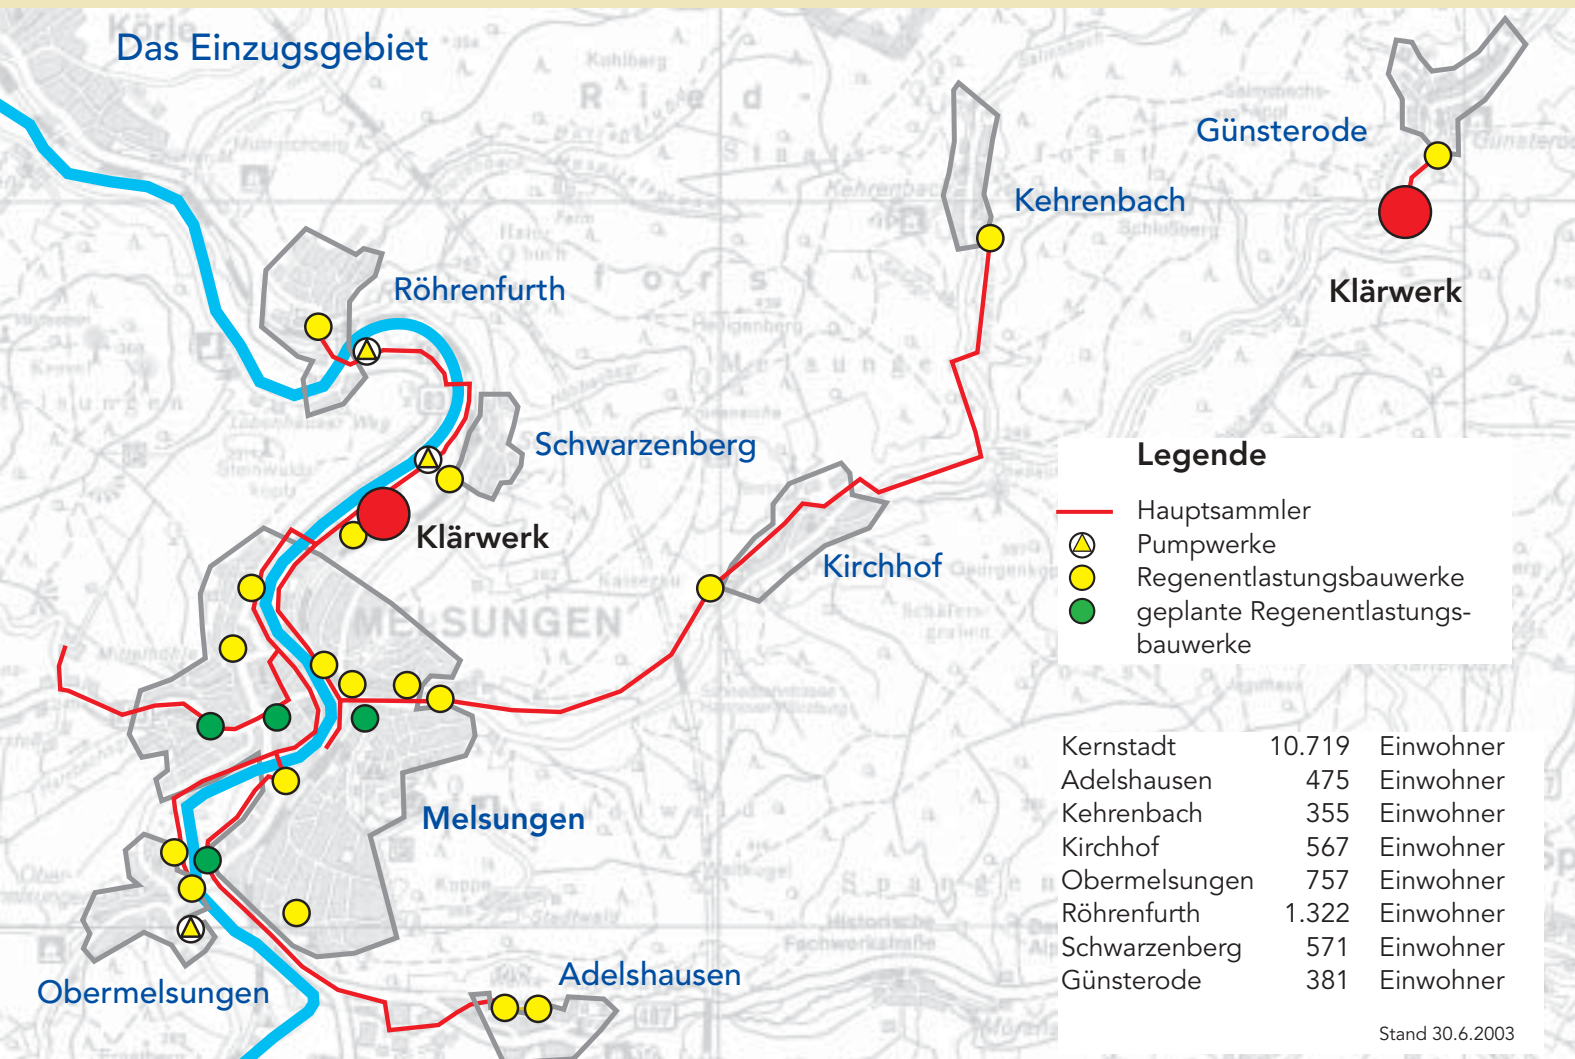 Das Einzugsgebiet
Körle
Kuhlberg
R i e d -
f o r s t
Günsterode
Kehrenbach
Klärwerk
Röhrenfurth
Schwarzenberg
Klärwerk
Kirchhof
MELSUNGEN
Melsungen
Obermelsungen
Adelshausen
Legende
Hauptsammler
Pumpwerke
Regenentlastungsbauwerke
geplante Regenentlastungs-
bauwerke
Kernstadt 10.719 Einwohner
Adelshausen 475 Einwohner
Kehrenbach 355 Einwohner
Kirchhof 567 Einwohner
Obermelsungen 757 Einwohner
Röhrenfurth 1.322 Einwohner
Schwarzenberg 571 Einwohner
Günsterode 381 Einwohner
Stand 30.6.2003